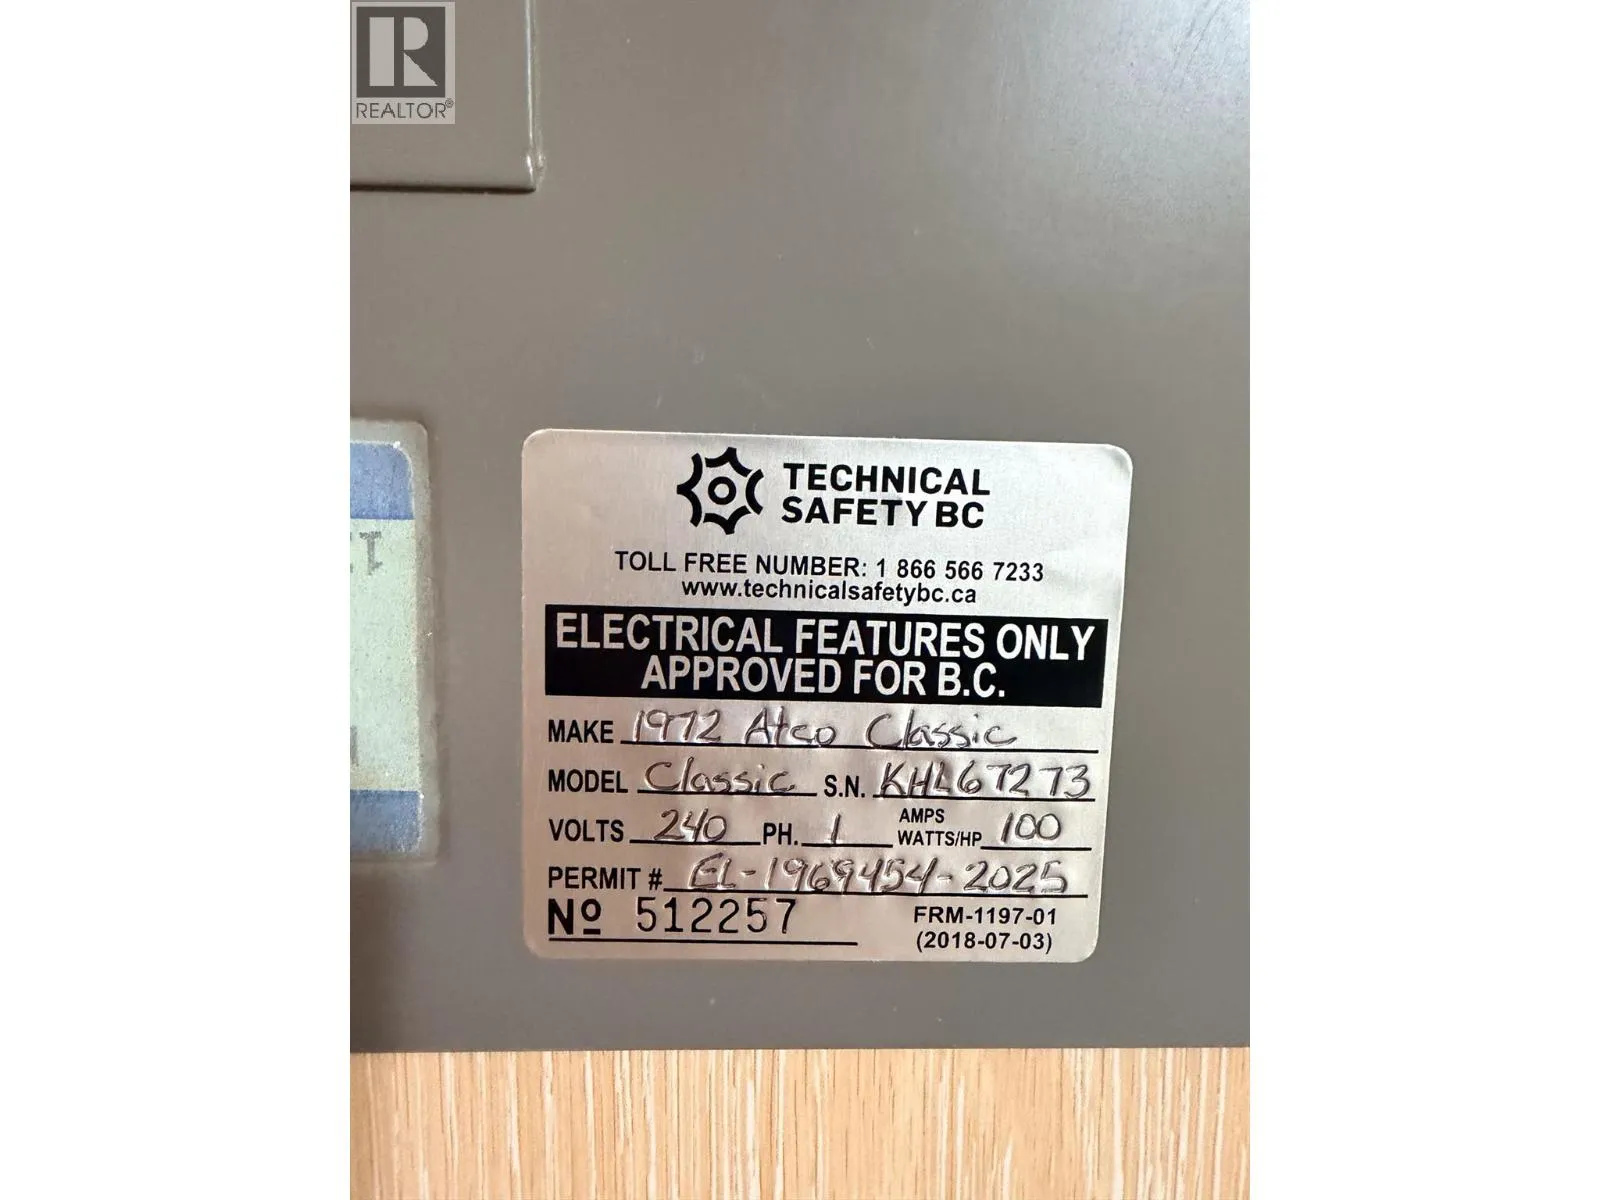 REALTOR®
TECHNICAL
SAFETY BC
TOLL FREE NUMBER: 1 866 566 7233
www.technicalsafetybc.ca
ELECTRICAL FEATURES ONLY
APPROVED FOR B.C.
MAKE 1972 Atco Classic
MODEL Classic S.N. KHL67273
VOLTS 240 PH. 1 AMPS WATTS/HP 100
PERMIT # EL-1969454-2025
Nº 512257 FRM-1197-01
(2018-07-03)